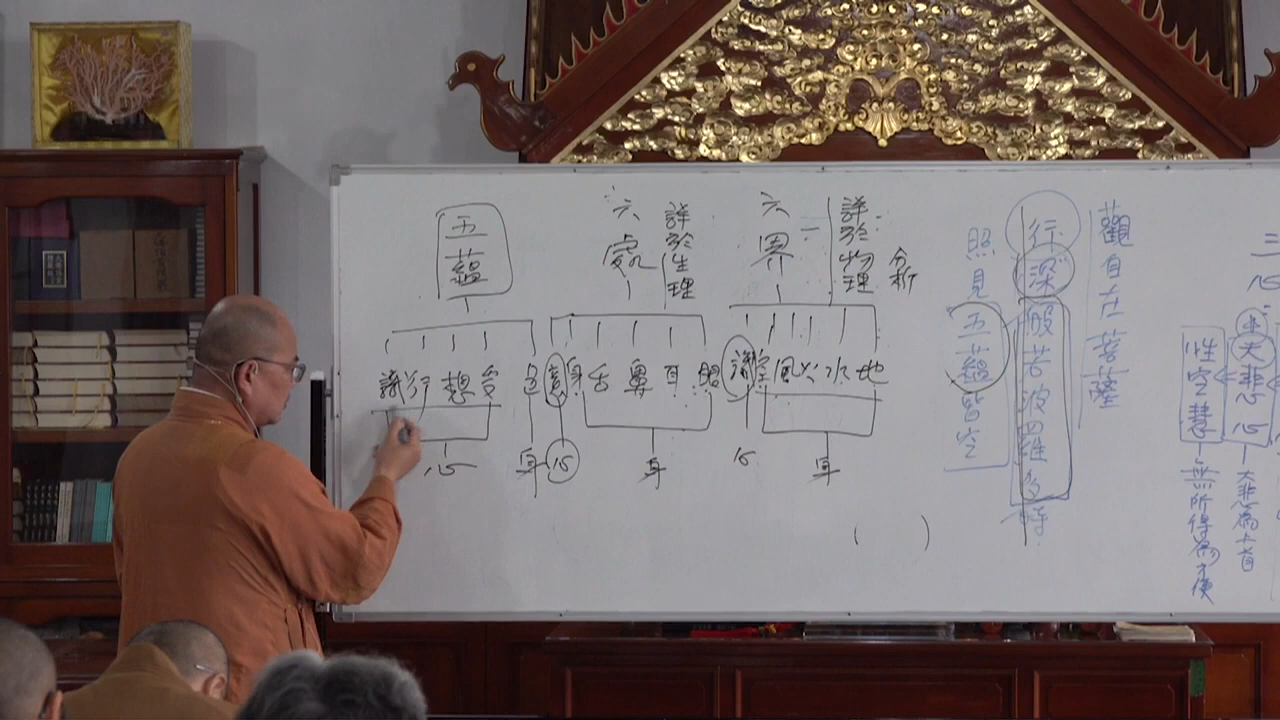 三心
大悲心
大悲為上首
性空慧
無所得為方便
觀自在菩薩
行深般若波羅多時
照見五蘊皆空
分析
詳於物理
六界
地水火風空識
身
心
詳於生理
六處
眼耳鼻舌身意
身
心
五蘊
色受想行識
身
心
( )